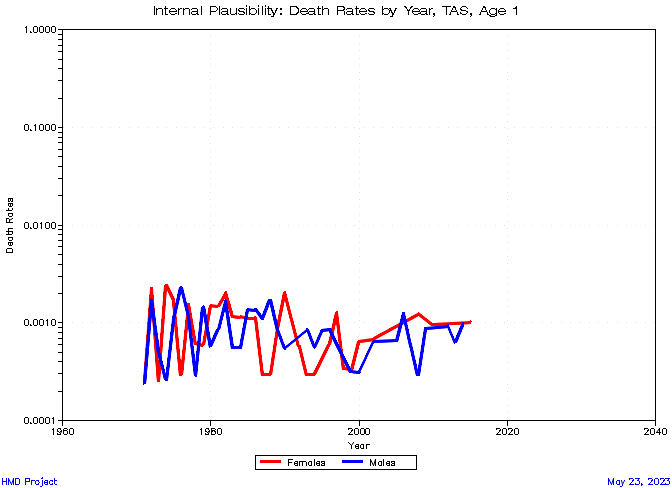 Internal Plausibility: Death Rates by Year, TAS, Age 1
1.0000
0.1000
0.0100
0.0010
0.0001
Death Rates
1960
1980
2000
2020
2040
Year
Females
Males
HMD Project
May 23, 2023